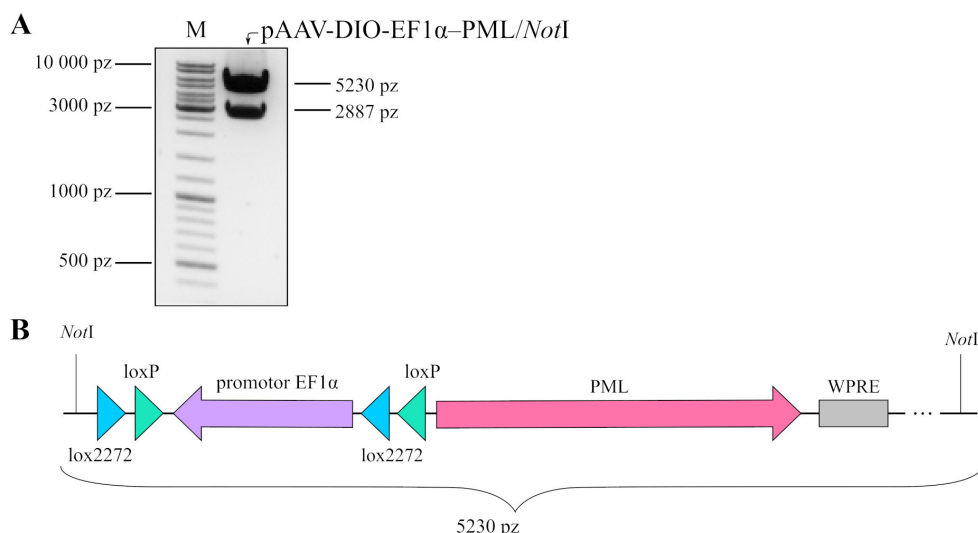 A
M
pAAV-DIO-EF1α–PML/NotI
10 000 pz
5230 pz
3000 pz
2887 pz
1000 pz
500 pz
B
NotI
NotI
loxP
promotor EF1α
loxP
PML
WPRE
...
lox2272
lox2272
5230 pz